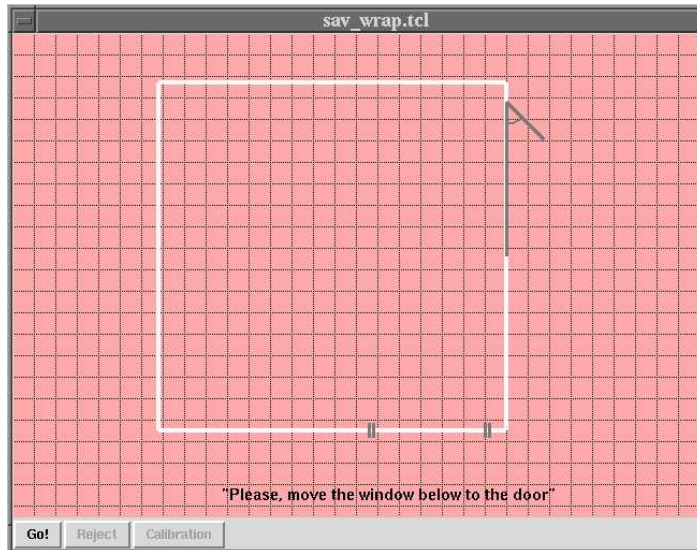 sav_wrap.tcl
"Please, move the window below to the door"
Go! Reject Calibration